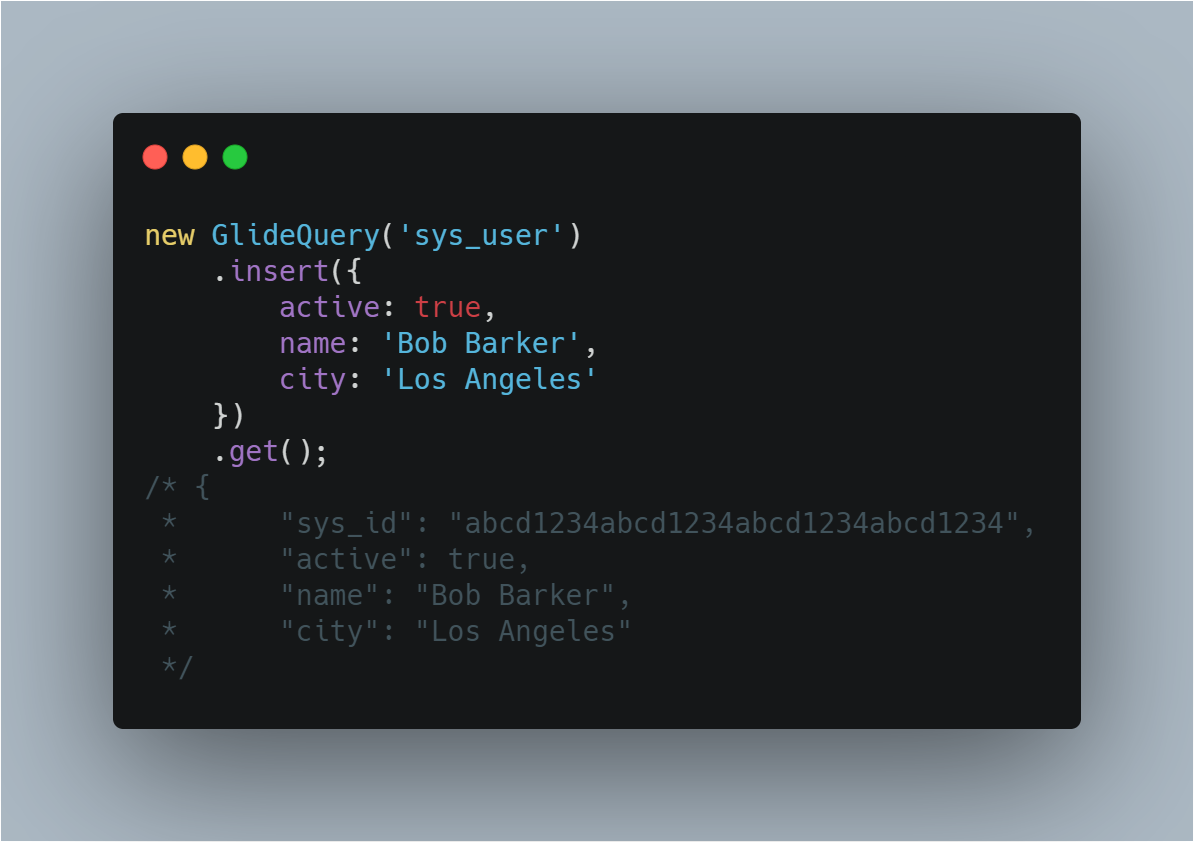 new GlideQuery('sys_user')
    .insert({
        active: true,
        name: 'Bob Barker',
        city: 'Los Angeles'
    })
    .get();
/* {
 *      "sys_id": "abcd1234abcd1234abcd1234abcd1234",
 *      "active": true,
 *      "name": "Bob Barker",
 *      "city": "Los Angeles"
 */